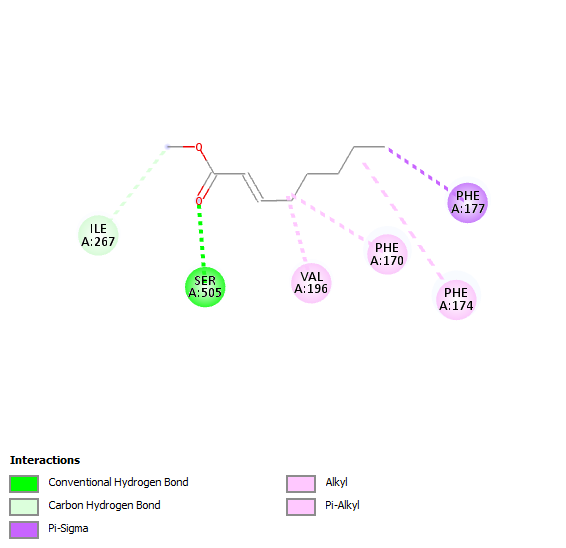 O
O
PHE
A:177
ILE
A:267
PHE
A:170
SER
A:505
VAL
A:196
PHE
A:174
Interactions
Conventional Hydrogen Bond
Carbon Hydrogen Bond
Pi-Sigma
Alkyl
Pi-Alkyl